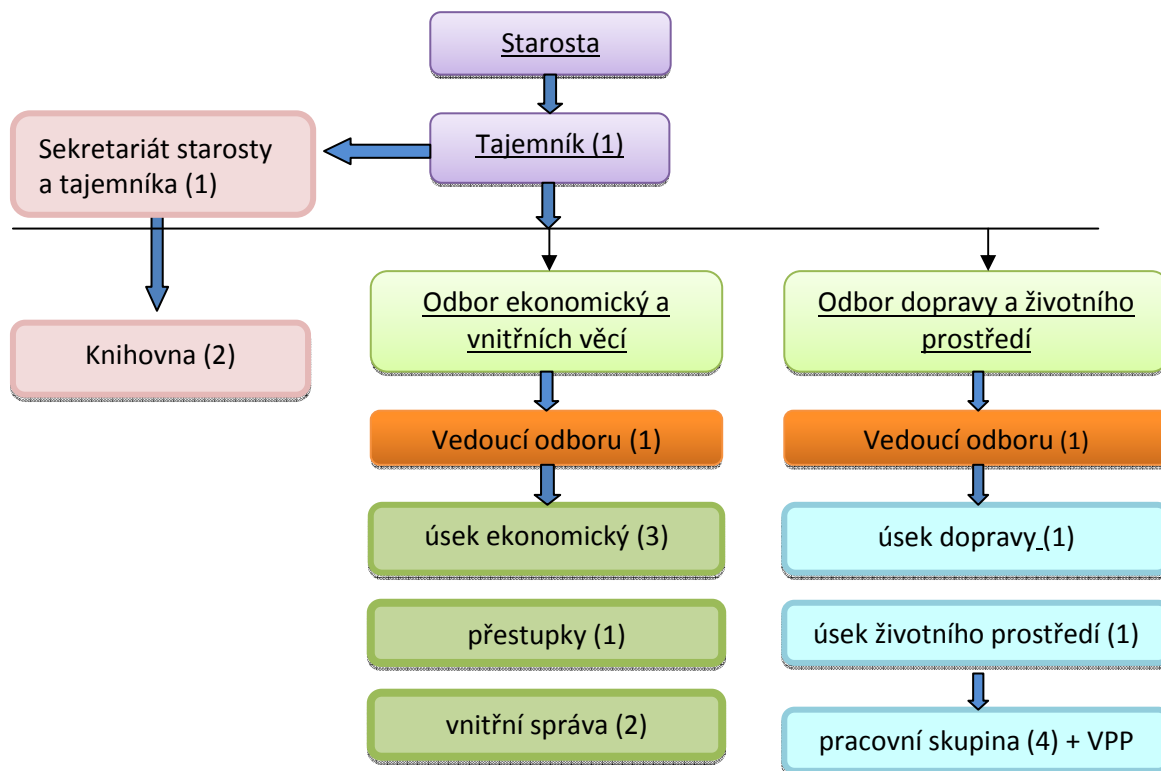 Starosta
Tajemník (1)
Sekretariát starosty
a tajemníka (1)
Knihovna (2)
Odbor ekonomický a
vnitřních věcí
Vedoucí odboru (1)
úsek ekonomický (3)
přestupky (1)
vnitřní správa (2)
Odbor dopravy a životního
prostředí
Vedoucí odboru (1)
úsek dopravy (1)
úsek životního prostředí (1)
pracovní skupina (4) + VPP